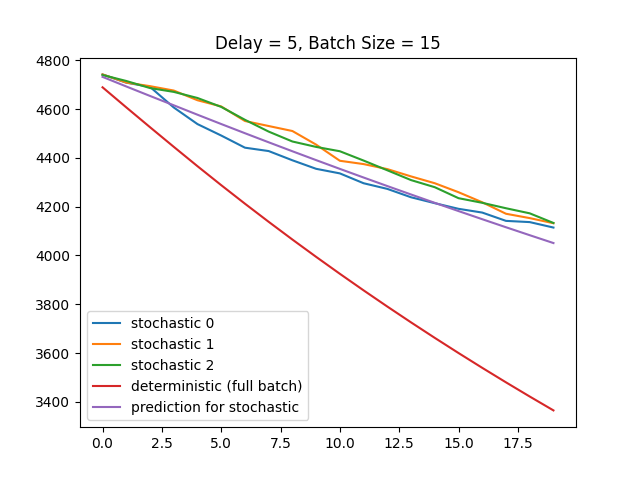 Delay = 5, Batch Size = 15
4800
4600
4400
4200
4000
3800
3600
3400
stochastic 0
stochastic 1
stochastic 2
deterministic (full batch)
prediction for stochastic
0.0 2.5 5.0 7.5 10.0 12.5 15.0 17.5